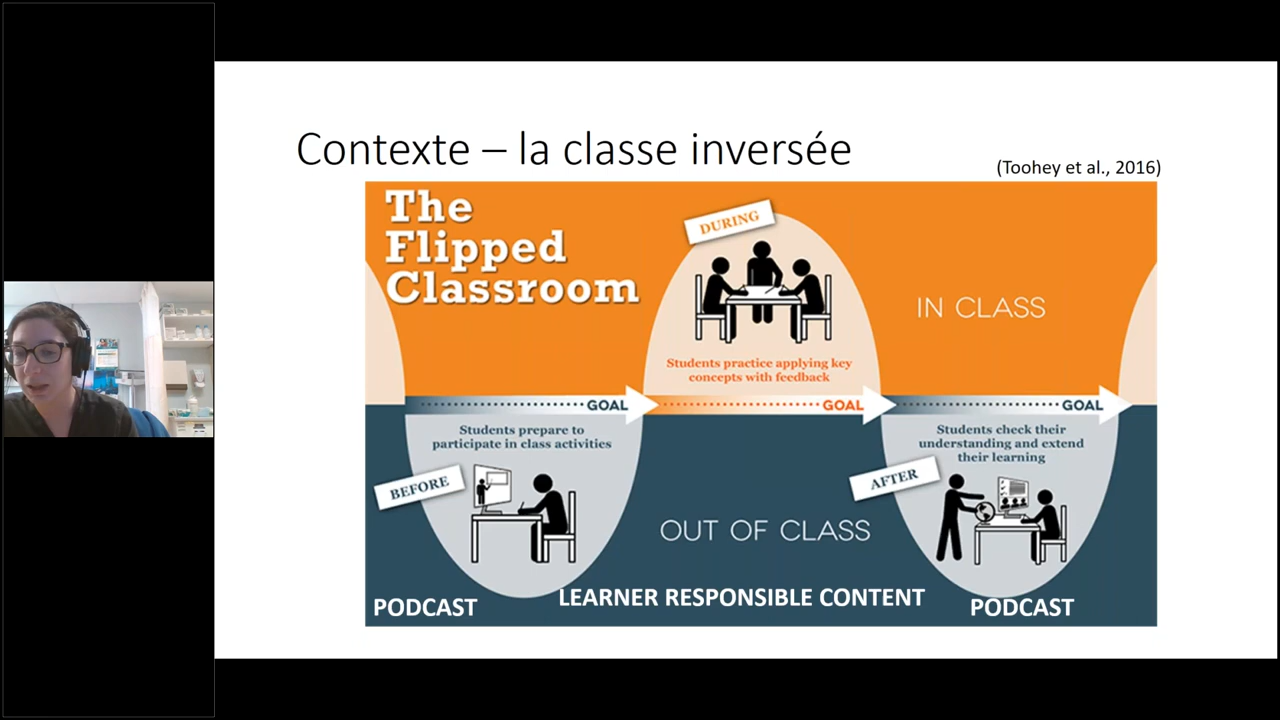 Contexte – la classe inversée
(Toohey et al., 2016)
The
Flipped
Classroom
DURING
IN CLASS
Students practice applying key
concepts with feedback
GOAL
GOAL
GOAL
Students prepare to
participate in class activities
BEFORE
Students check their
understanding and extend
their learning
AFTER
OUT OF CLASS
LEARNER RESPONSIBLE CONTENT
PODCAST
PODCAST